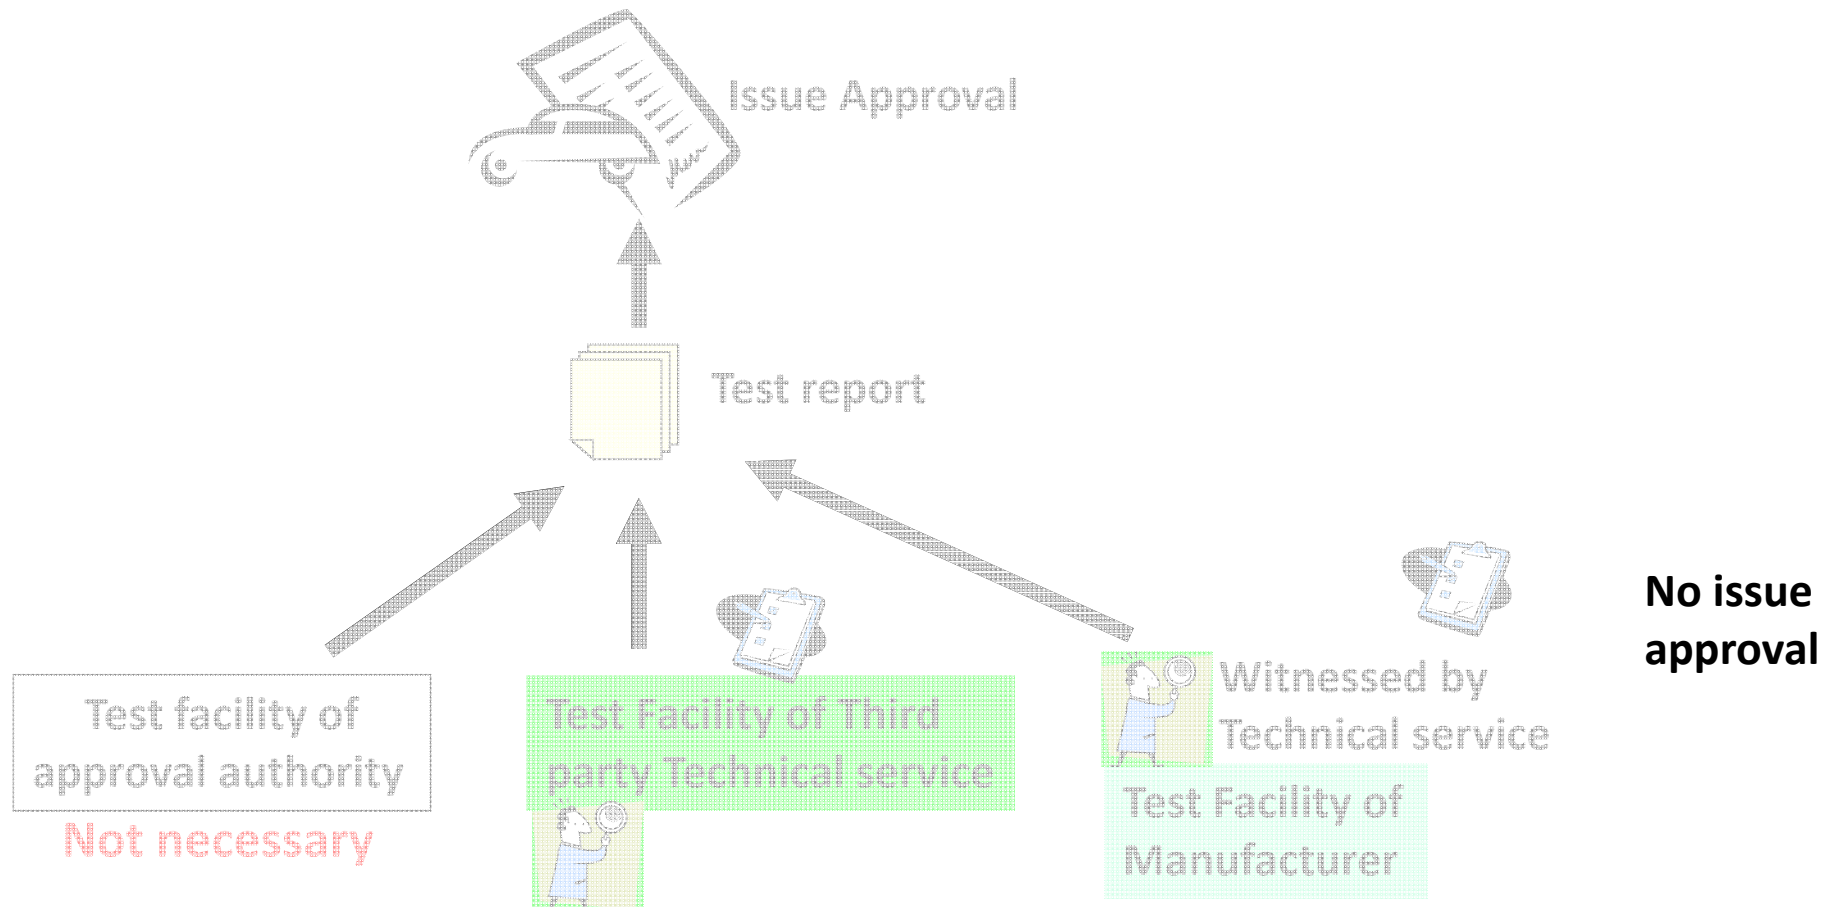 Issue Approval
Test report
No issue
approval
Test facility of
approval authority
Not necessary
Test Facility of Third
party Technical service
Witnessed by
Technical service
Test Facility of
Manufacturer